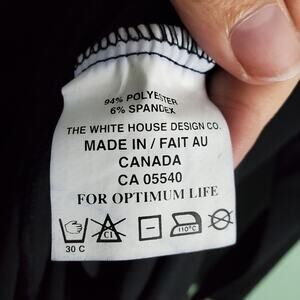 94% POLYESTER
6% SPANDEX
THE WHITE HOUSE DESIGN CO.
MADE IN / FAIT AU
CANADA
CA 05540
FOR OPTIMUM LIFE
Cl
110°C
30 C